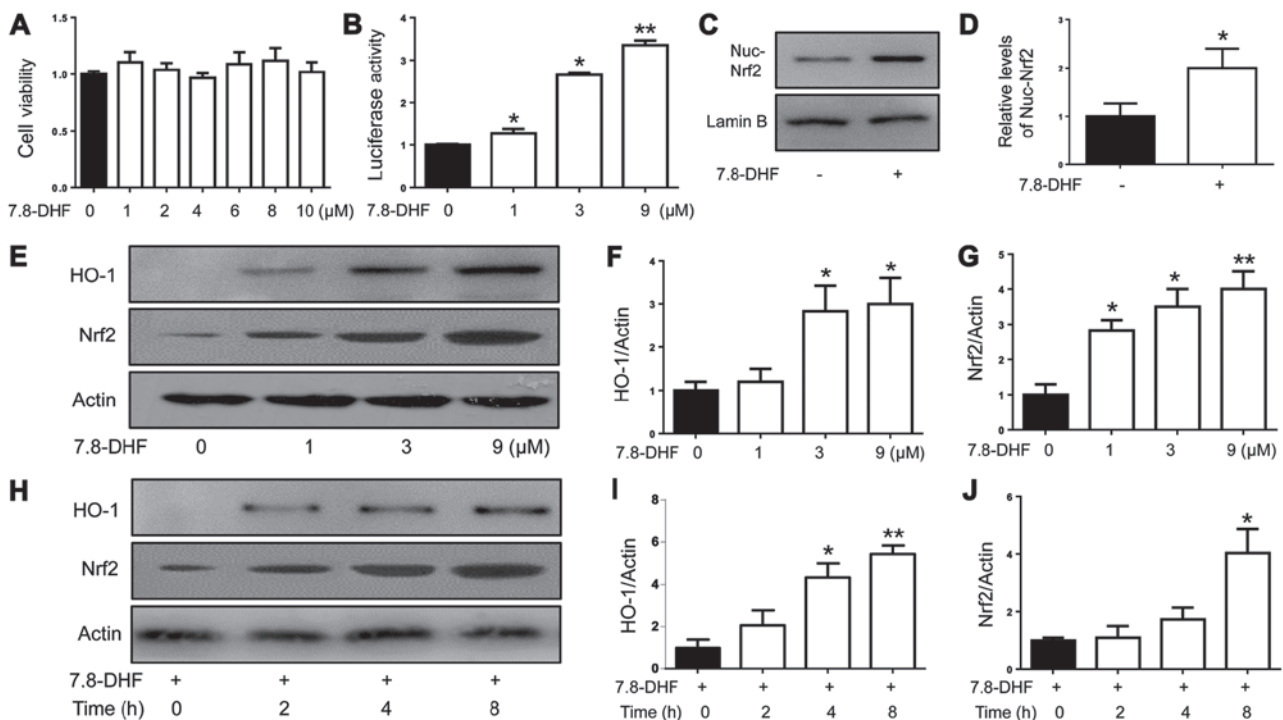 A
Cell viability
1.5
1.0
0.5
0.0
7.8-DHF 0 1 2 4 6 8 10 (µM)
B
Luciferase activity
4
3
2
1
0
* * **
7.8-DHF 0 1 3 9 (µM)
C
Nuc-
Nrf2
Lamin B
7.8-DHF - +
D
Relative levels
of Nuc-Nrf2
3
2
1
0
*
7.8-DHF - +
E
HO-1
Nrf2
Actin
7.8-DHF 0 1 3 9 (µM)
F
HO-1/Actin
4
3
2
1
0
* *
7.8-DHF 0 1 3 9 (µM)
G
Nrf2/Actin
5
4
3
2
1
0
* * **
7.8-DHF 0 1 3 9 (µM)
H
HO-1
Nrf2
Actin
7.8-DHF + + + +
Time (h) 0 2 4 8
I
HO-1/Actin
8
6
4
2
0
* **
7.8-DHF + + + +
Time (h) 0 2 4 8
J
Nrf2/Actin
6
4
2
0
*
7.8-DHF + + + +
Time (h) 0 2 4 8